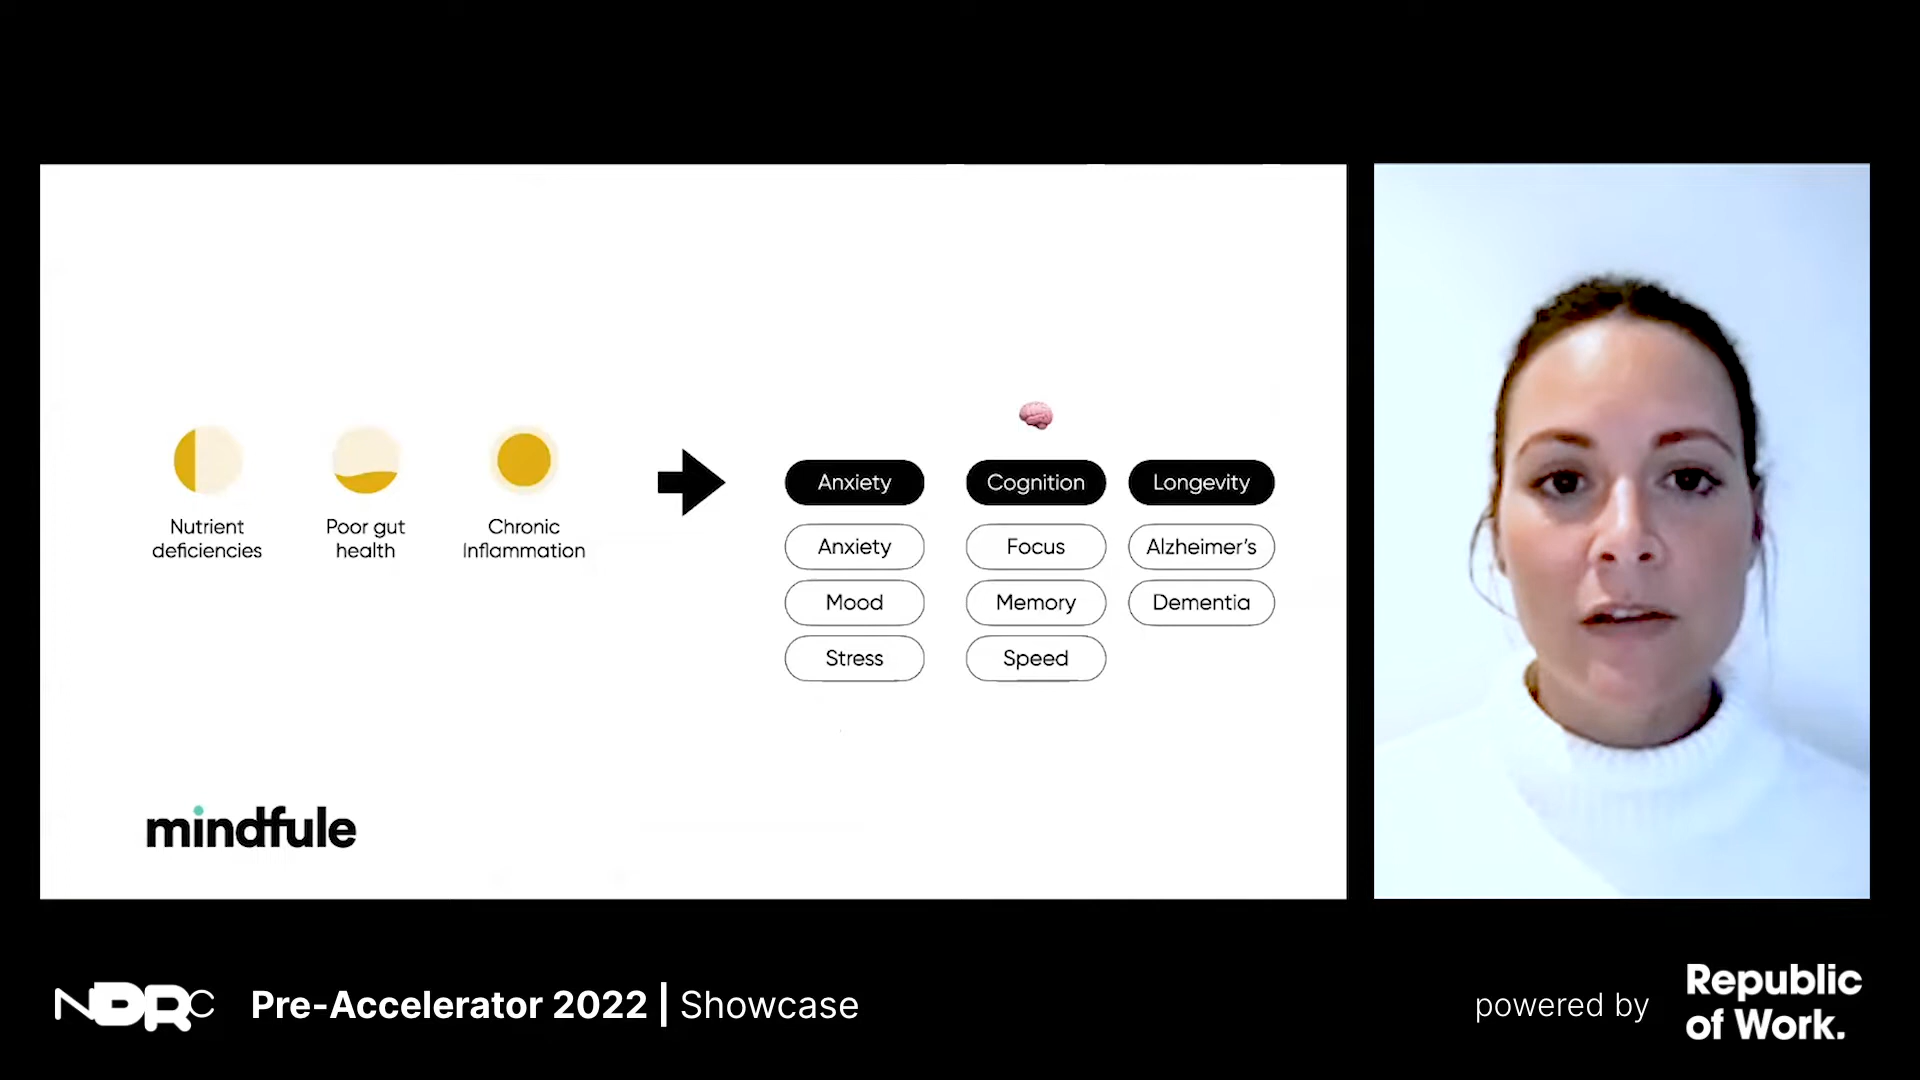 Nutrient
deficiencies
Poor gut
health
Chronic
Inflammation
Anxiety
Anxiety
Mood
Stress
Cognition
Focus
Memory
Speed
Longevity
Alzheimer's
Dementia
mindfule
NDRC
Pre-Accelerator 2022 | Showcase
powered by
Republic
of Work.